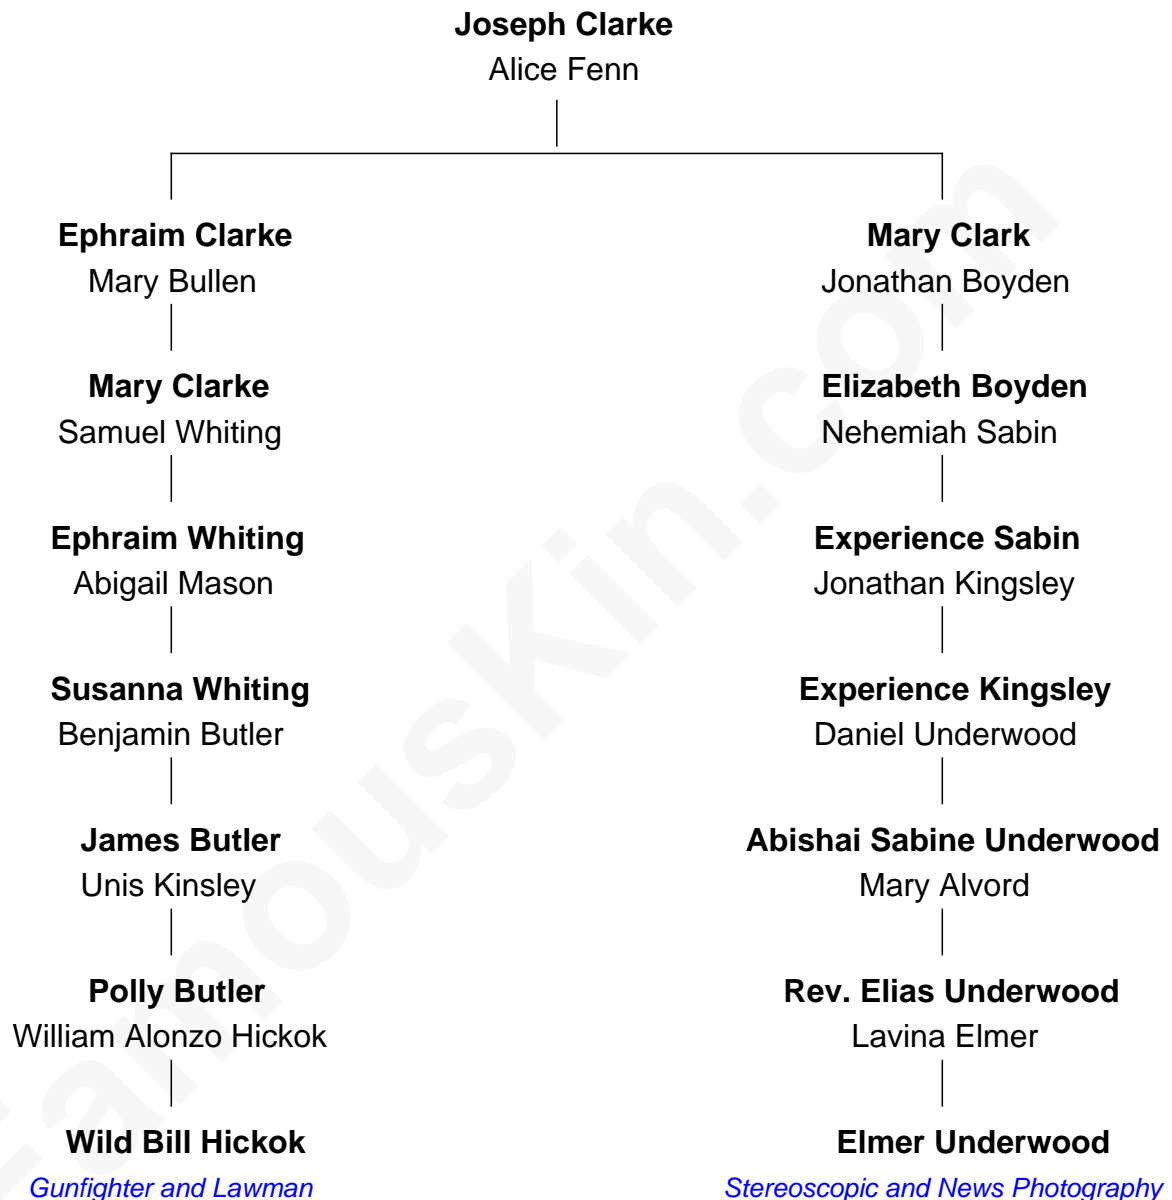 Joseph Clarke
Alice Fenn
Ephraim Clarke
Mary Bullen
Mary Clarke
Samuel Whiting
Ephraim Whiting
Abigail Mason
Susanna Whiting
Benjamin Butler
James Butler
Unis Kinsley
Polly Butler
William Alonzo Hickok
Wild Bill Hickok
Gunfighter and Lawman
Mary Clark
Jonathan Boyden
Elizabeth Boyden
Nehemiah Sabin
Experience Sabin
Jonathan Kingsley
Experience Kingsley
Daniel Underwood
Abishai Sabine Underwood
Mary Alvord
Rev. Elias Underwood
Lavina Elmer
Elmer Underwood
Stereoscopic and News Photography
FamousKin.com